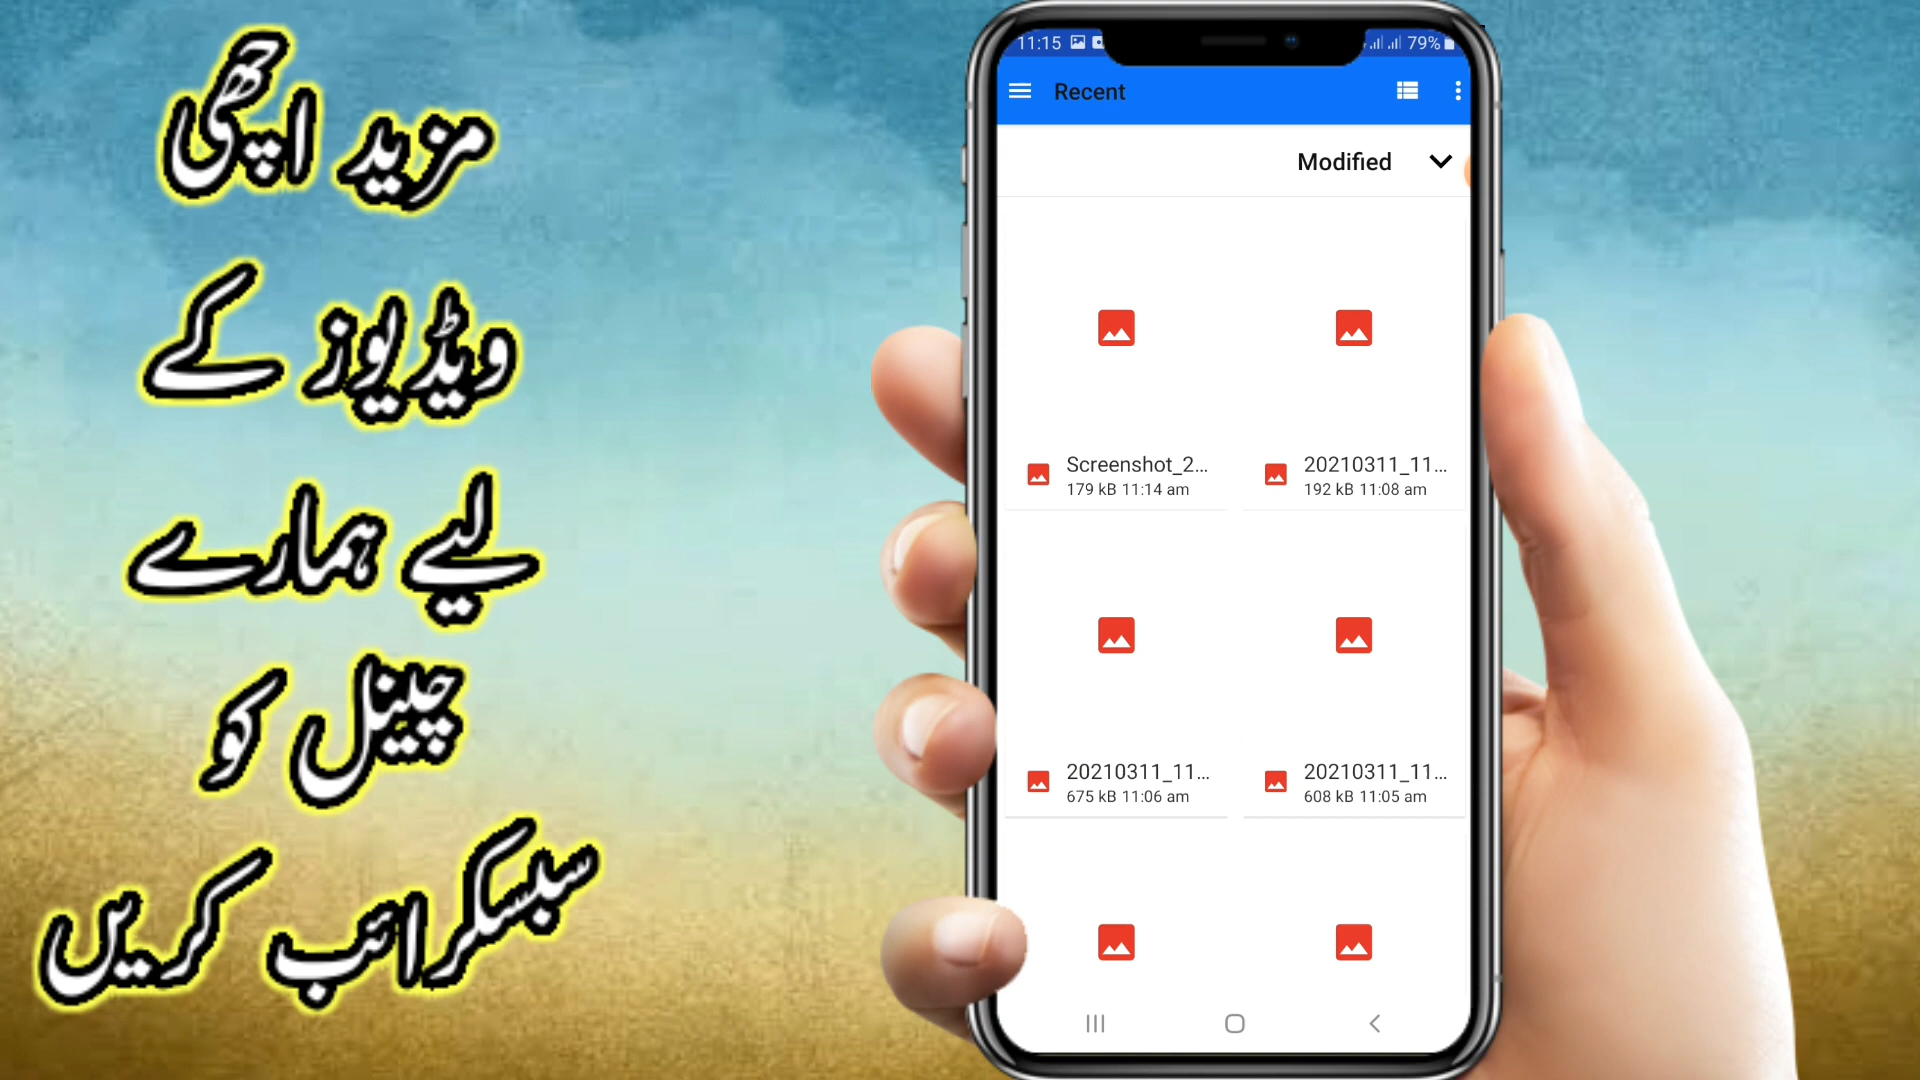 مزید اچھی
ویڈیوز کے
لیے ہمارے
چینل کو
سبسکرائب کریں
11:15
79%
Recent
Modified
Screenshot_2...
179 kB 11:14 am
20210311_11...
192 kB 11:08 am
20210311_11...
675 kB 11:06 am
20210311_11...
608 kB 11:05 am